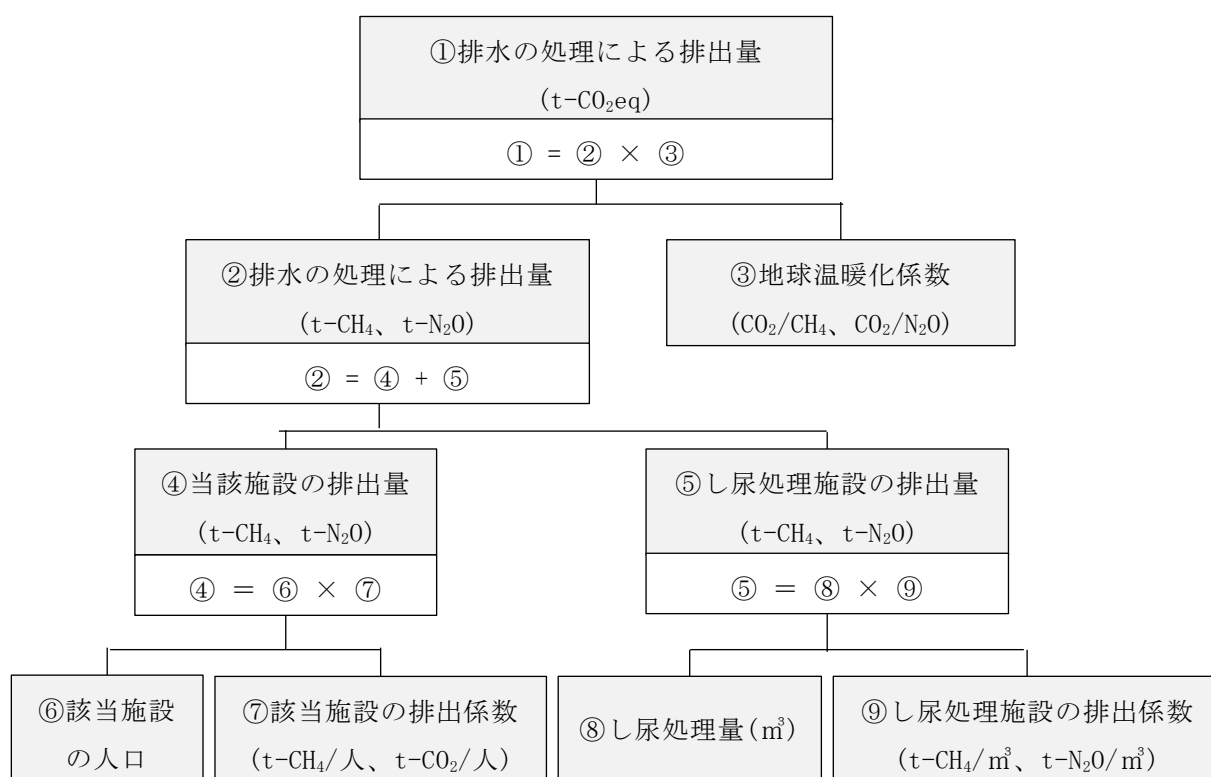 ①排水の処理による排出量
(t-CO₂eq)
① = ② × ③
②排水の処理による排出量
(t-CH₄、t-N₂O)
② = ④ + ⑤
③地球温暖化係数
(CO₂/CH₄、CO₂/N₂O)
④当該施設の排出量
(t-CH₄、t-N₂O)
④ = ⑥ × ⑦
⑤し尿処理施設の排出量
(t-CH₄、t-N₂O)
⑤ = ⑧ × ⑨
⑥該当施設
の人口
⑦該当施設の排出係数
(t-CH₄/人、t-CO₂/人)
⑧し尿処理量(㎥)
⑨し尿処理施設の排出係数
(t-CH₄/㎥、t-N₂O/㎥)